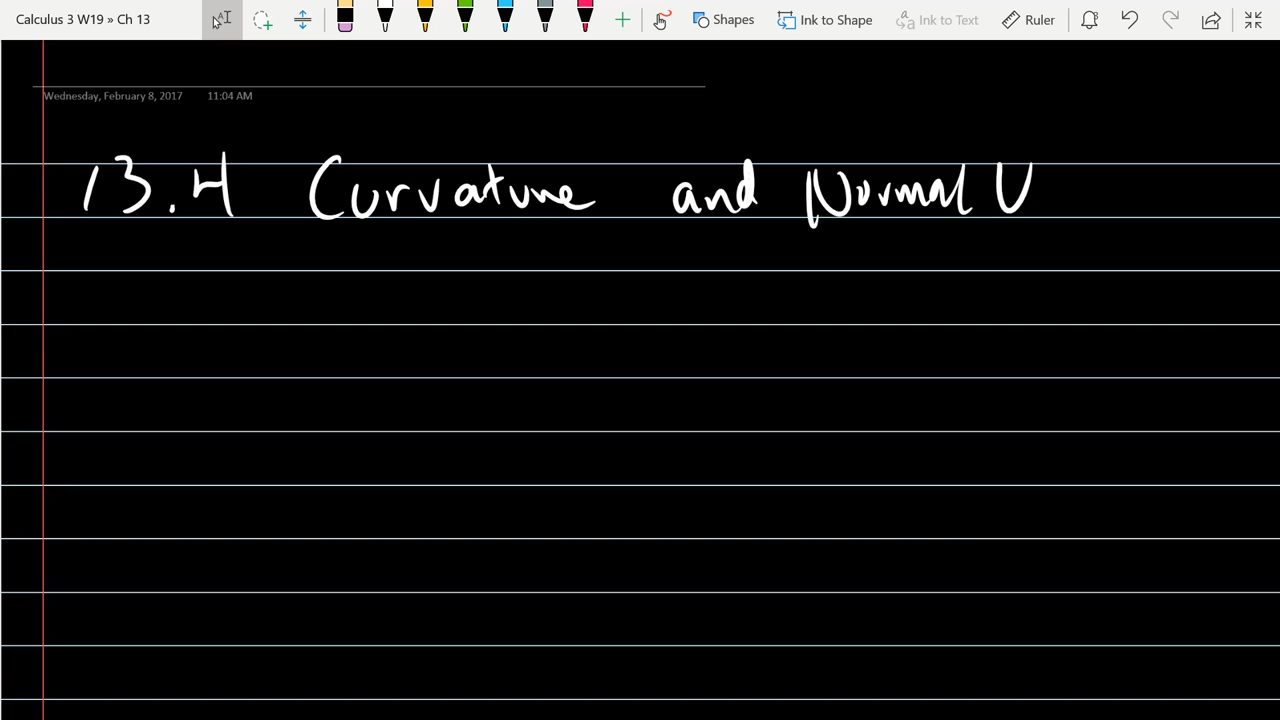 Calculus 3 W19 » Ch 13
Shapes
Ink to Shape
Ink to Text
Ruler
Wednesday, February 8, 2017 11:04 AM
13.4 Curvature and Normal V